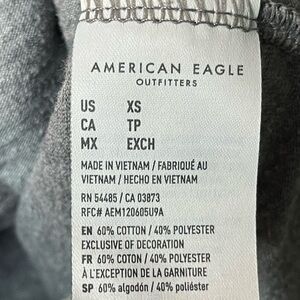 AMERICAN EAGLE
OUTFITTERS
US XS
CA TP
MX EXCH
MADE IN VIETNAM / FABRIQUÉ AU
VIETNAM / HECHO EN VIETNAM
RN 54485 / CA 03873
RFC# AEM120605U9A
EN 60% COTTON / 40% POLYESTER
EXCLUSIVE OF DECORATION
FR 60% COTON / 40% POLYESTER
À L'EXCEPTION DE LA GARNITURE
SP 60% algodón / 40% poliéster